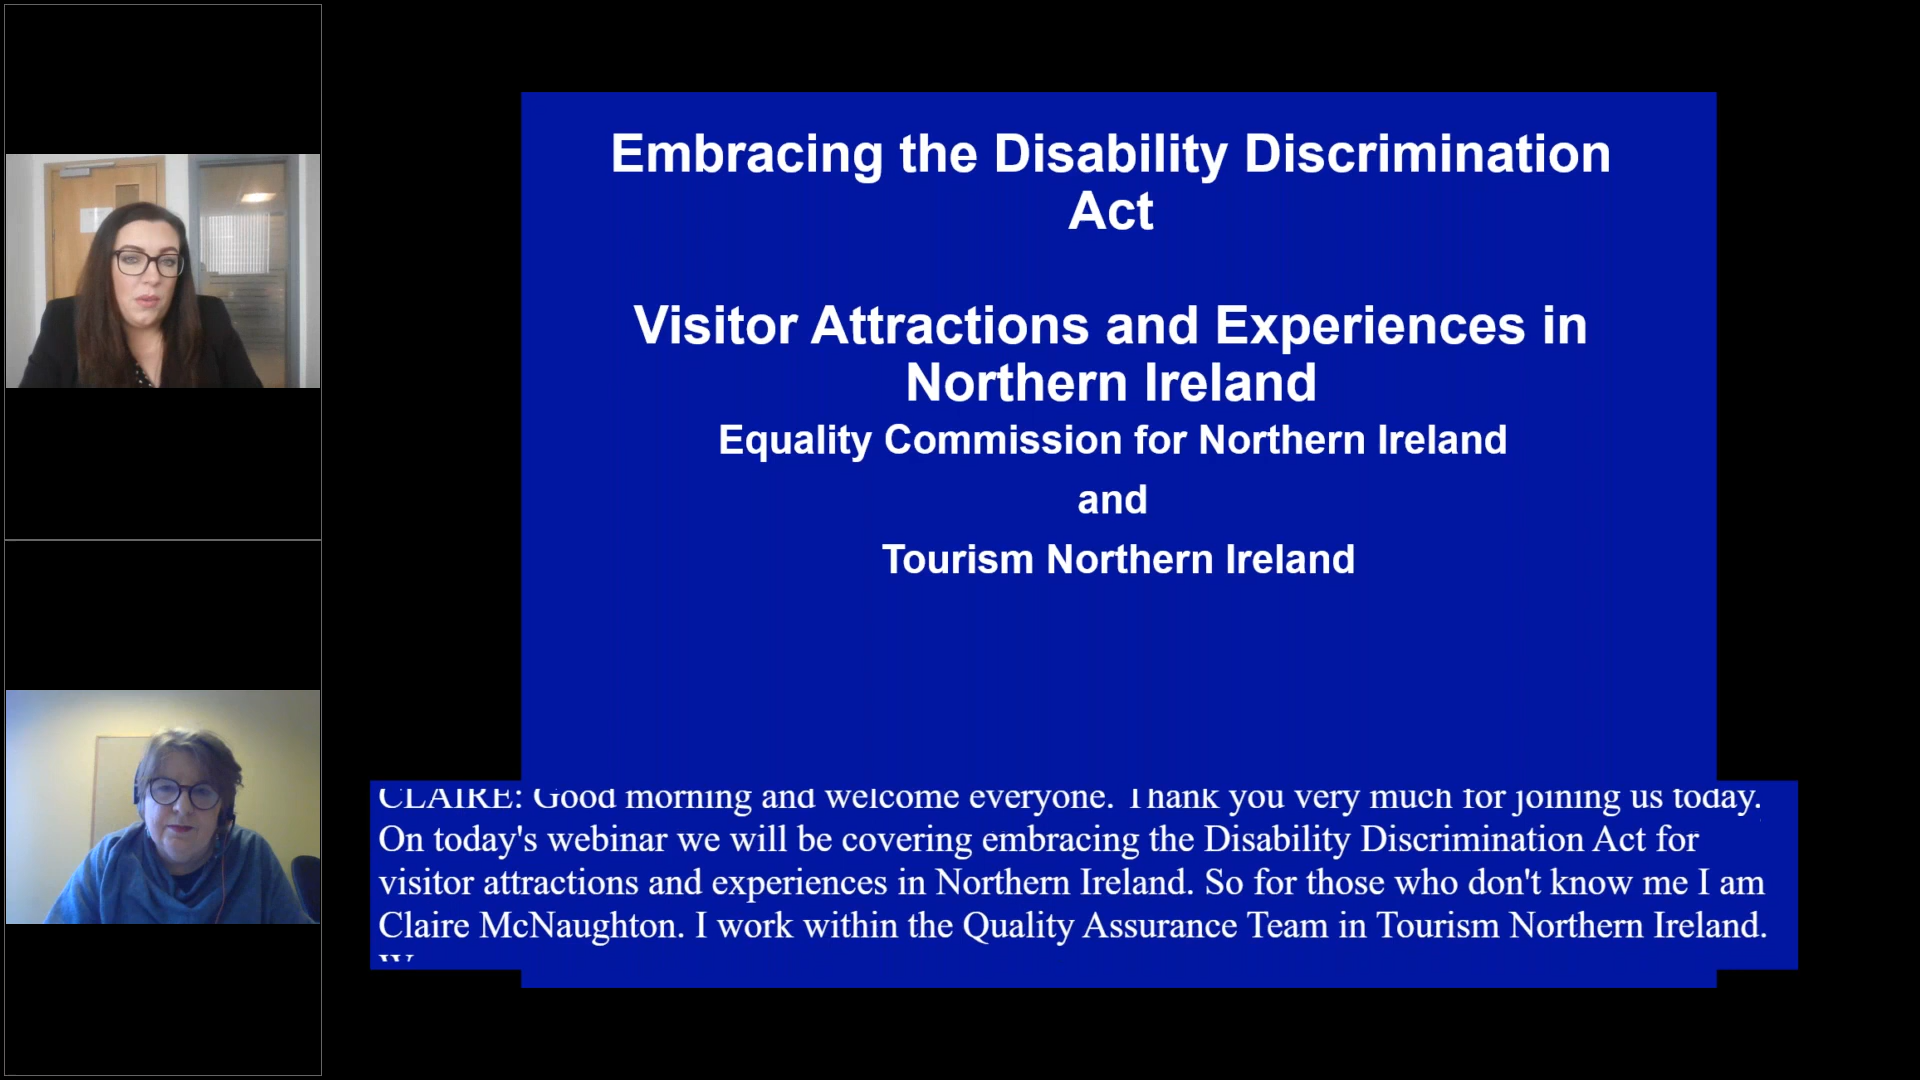 Embracing the Disability Discrimination
Act
Visitor Attractions and Experiences in
Northern Ireland
Equality Commission for Northern Ireland
and
Tourism Northern Ireland
CLAIRE: Good morning and welcome everyone. Thank you very much for joining us today.
On today's webinar we will be covering embracing the Disability Discrimination Act for
visitor attractions and experiences in Northern Ireland. So for those who don't know me I am
Claire McNaughton. I work within the Quality Assurance Team in Tourism Northern Ireland.